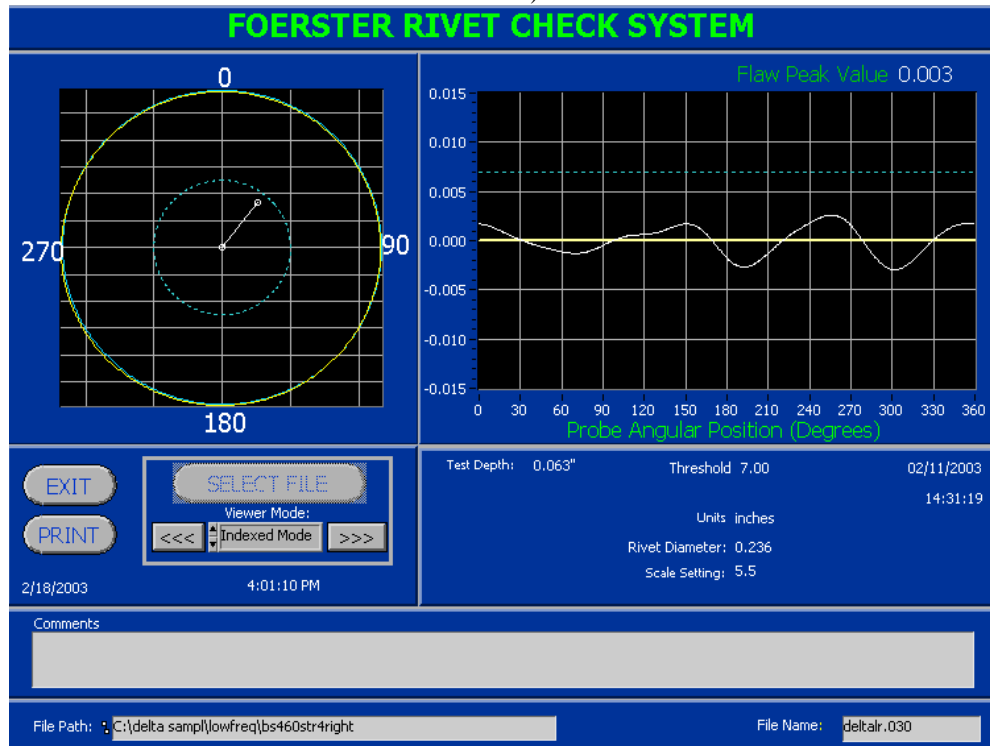 FOERSTER RIVET CHECK SYSTEM
0
270
90
180
Flaw Peak Value 0.003
0.015
0.010
0.005
0.000
-0.005
-0.010
-0.015
0 30 60 90 120 150 180 210 240 270 300 330 360
Probe Angular Position (Degrees)
EXIT
PRINT
SELECT FILE
Viewer Mode:
<<< Indexed Mode >>>
2/18/2003 4:01:10 PM
Test Depth: 0.063" Threshold 7.00 02/11/2003
14:31:19
Units inches
Rivet Diameter: 0.236
Scale Setting: 5.5
Comments
File Path: C:\delta sampl\lowfreq\bs460str4right File Name: deltalr.030